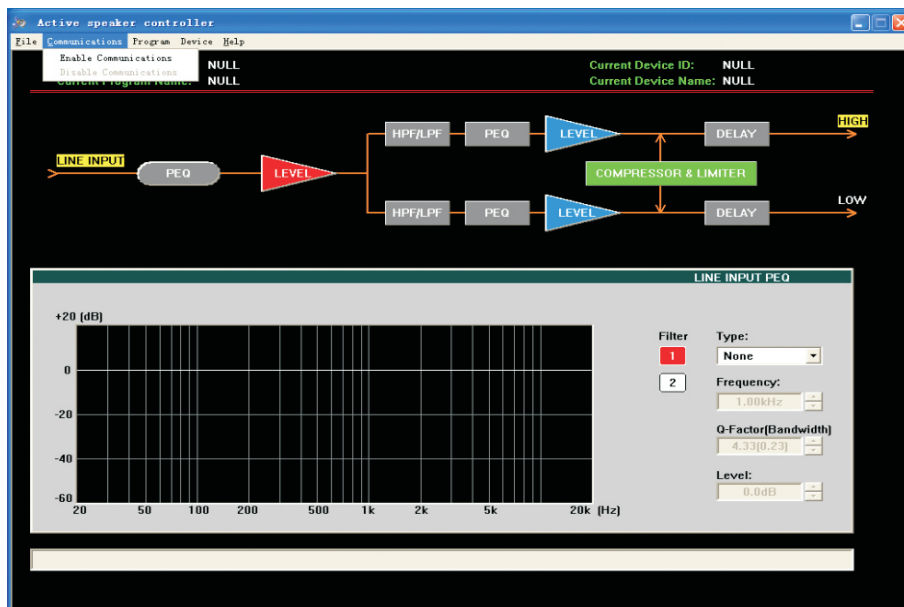 Active speaker controller
File Communications Program Device Help
Enable Communications
Disable Communications
NULL
Current Program Name: NULL
Current Device ID: NULL
Current Device Name: NULL
HIGH
HPF/LPF PEQ LEVEL DELAY
LINE INPUT
PEQ LEVEL COMPRESSOR & LIMITER
LOW
HPF/LPF PEQ LEVEL DELAY
LINE INPUT PEQ
+20 (dB)
0
-20
-40
-60
20 50 100 200 500 1k 2k 5k 20k (Hz)
Filter
1
2
Type:
None
Frequency:
1.00kHz
Q-Factor(Bandwidth)
4.33(0.23)
Level:
0.0dB